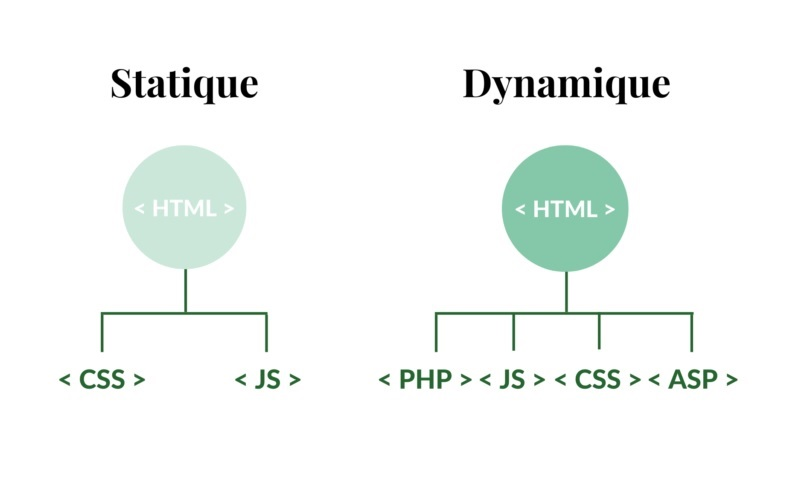 Statique
Dynamique
< HTML >
< HTML >
< CSS >
< JS >
< PHP >
< JS >
< CSS >
< ASP >